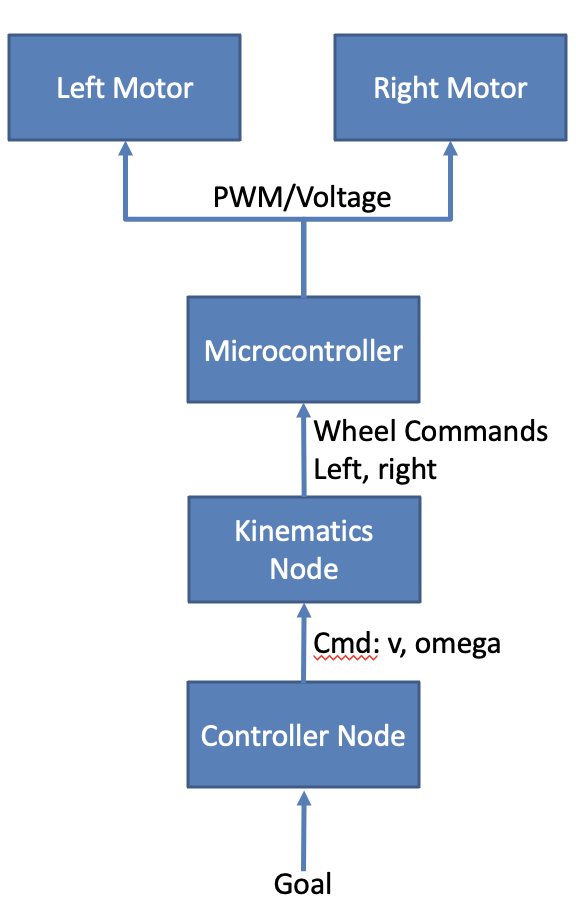 Left Motor
Right Motor
PWM/Voltage
Microcontroller
Wheel Commands
Left, right
Kinematics
Node
Cmd: v, omega
Controller Node
Goal